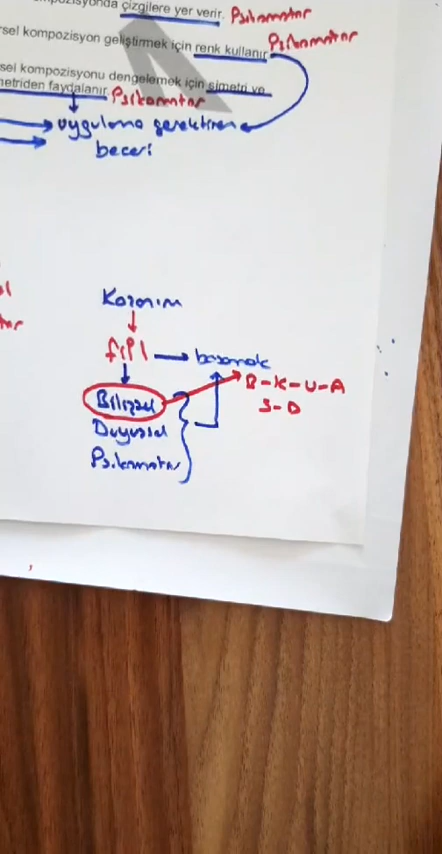 mpozisyonda çizgilere yer verir. Psikomotor
rsel kompozisyon geliştirmek için renk kullanır. Psikomotor
sel kompozisyonu dengelemek için simetri ve
metriden faydalanır. Psikomotor
uygulama gerektiren
beceri
Kazanım
fiil → basamak
Bilişsel B-K-U-A
S-D
Duyuşsal
Psikomotor